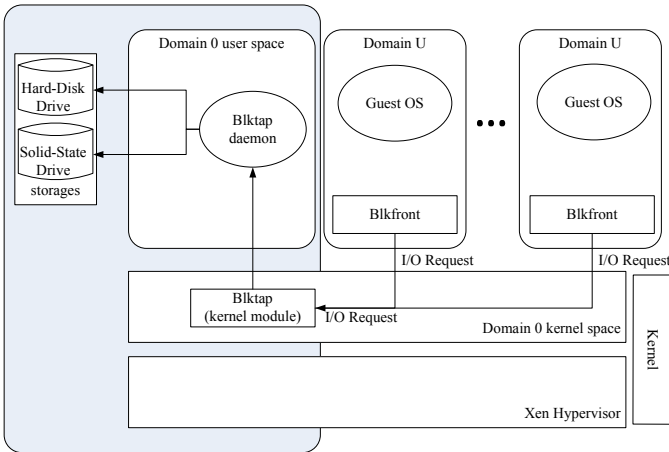 Domain 0 user space
Domain U
Domain U
Hard-Disk
Drive
Solid-State
Drive
storages
Blktap
daemon
Guest OS
Guest OS
Blkfront
Blkfront
I/O Request
I/O Request
Blktap
(kernel module)
I/O Request
Domain 0 kernel space
Kernel
Xen Hypervisor